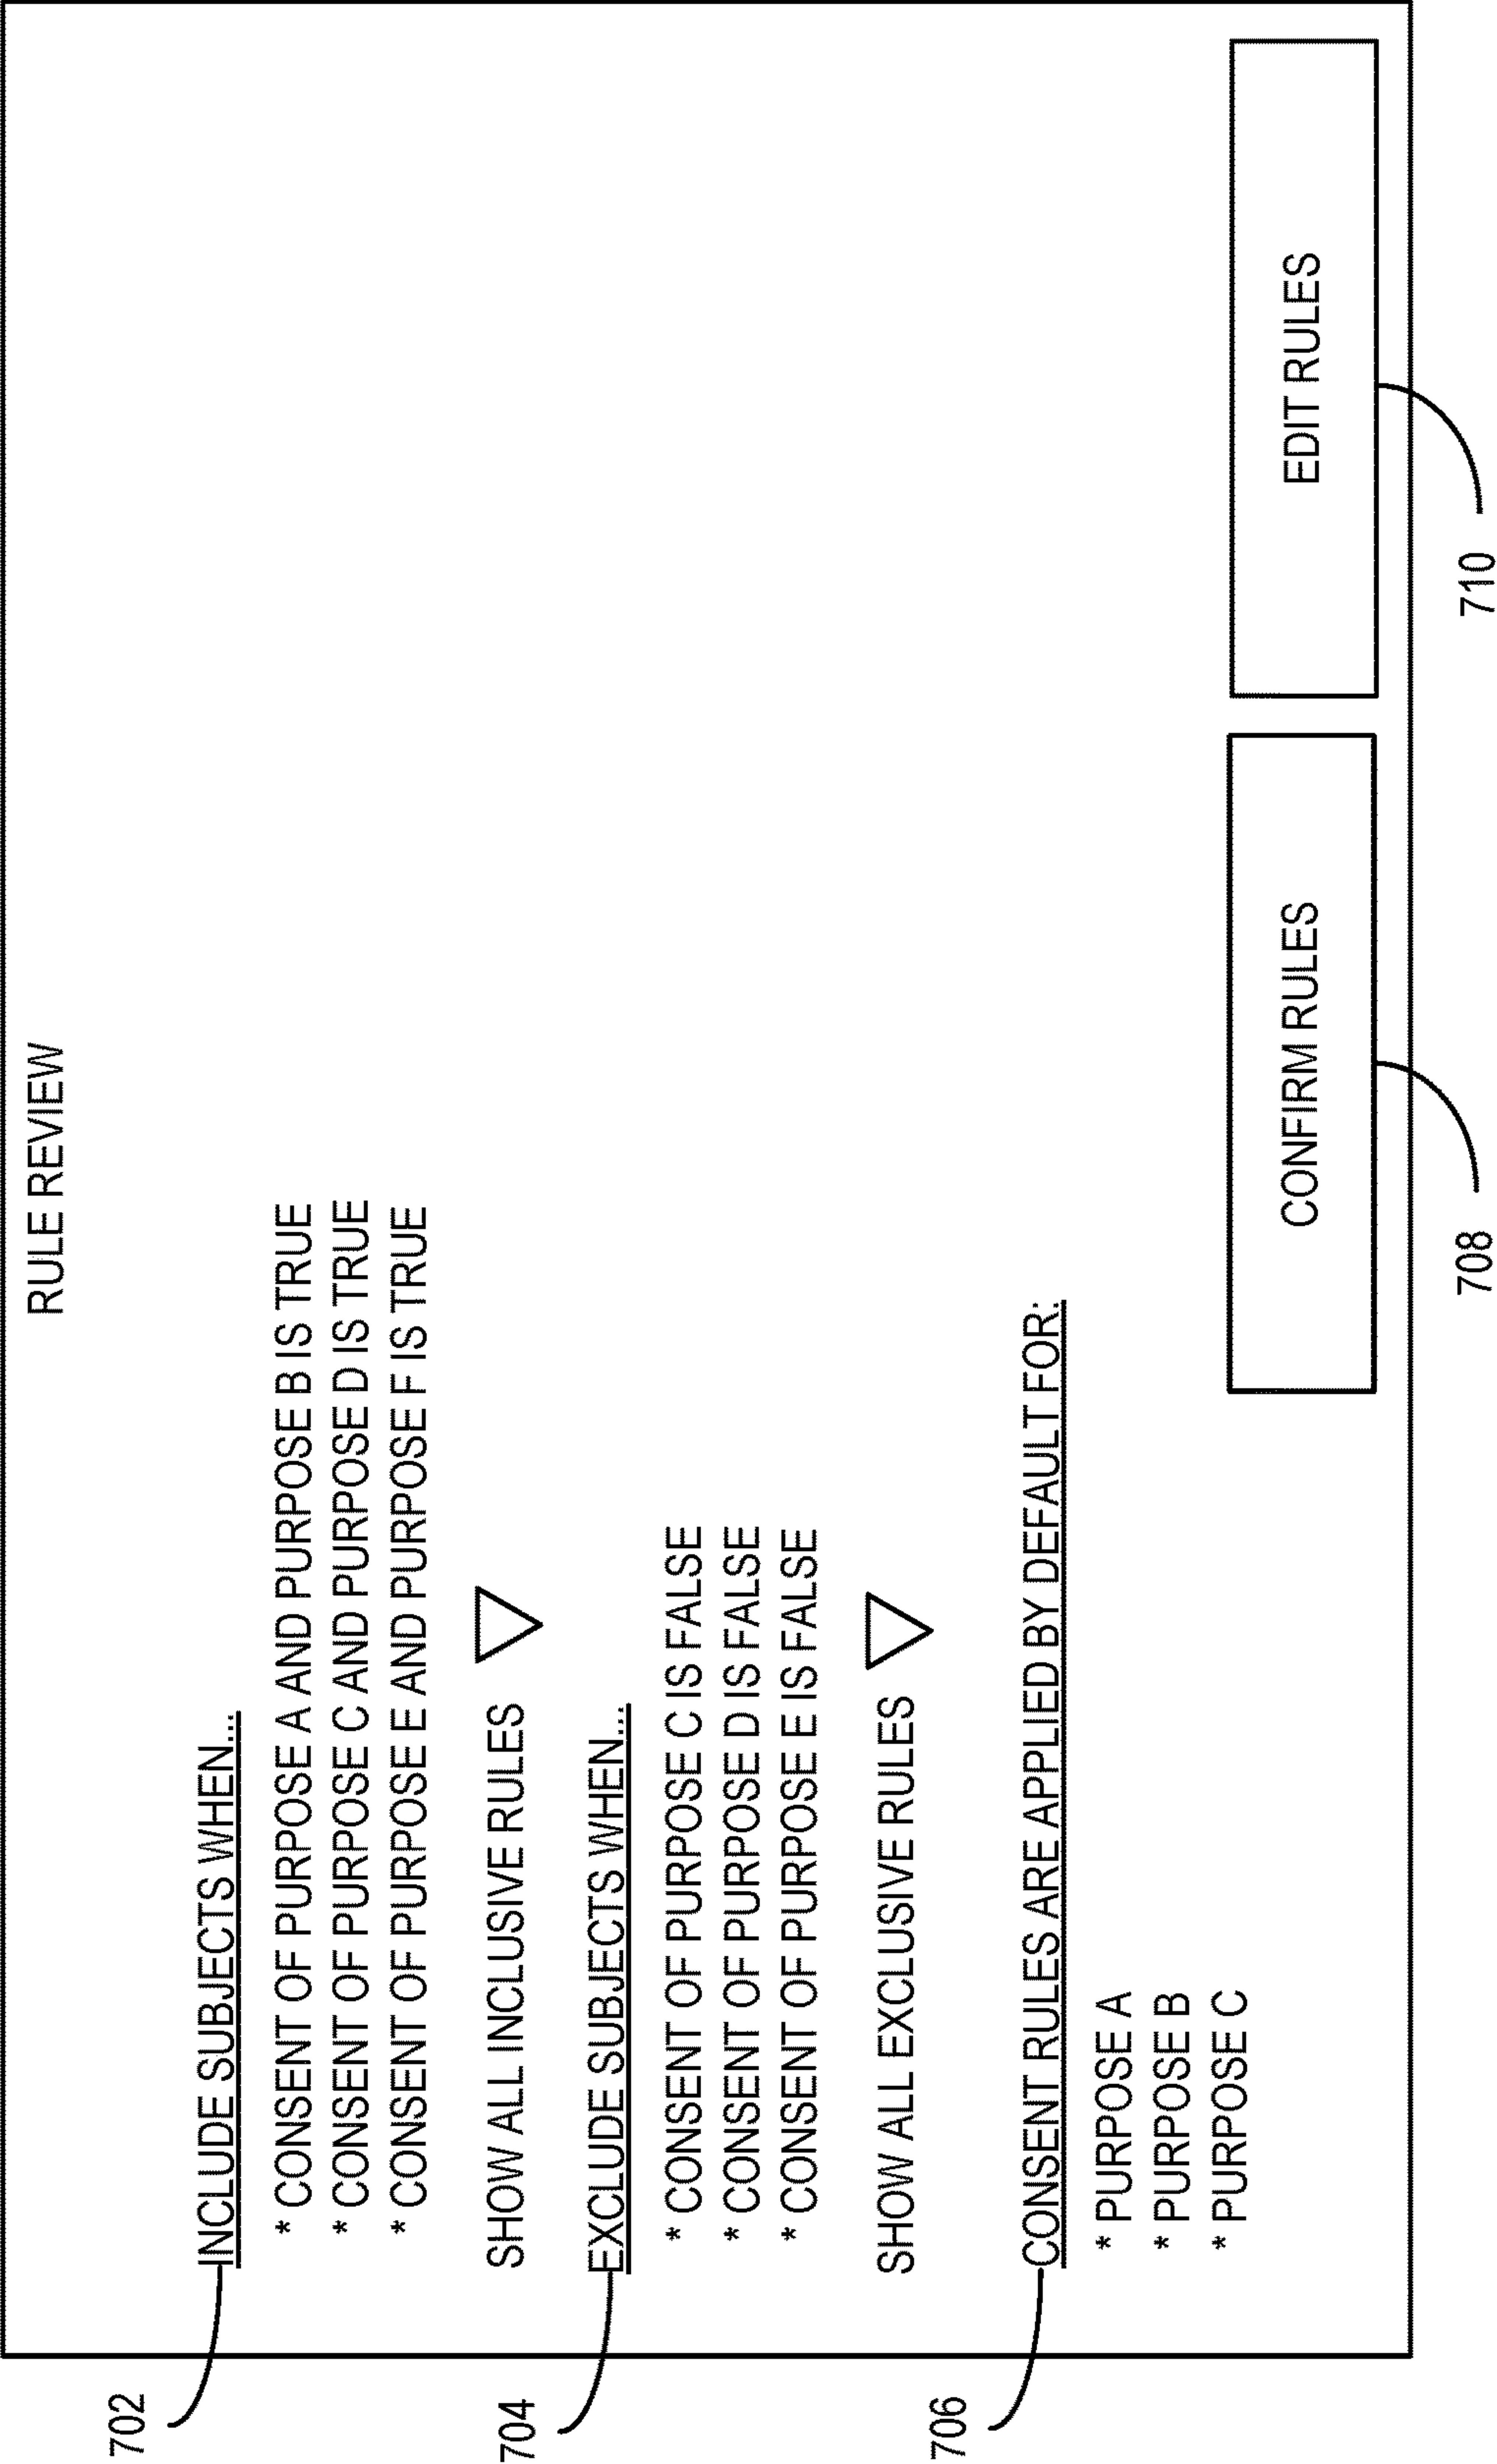 RULE REVIEW
702
INCLUDE SUBJECTS WHEN...
* CONSENT OF PURPOSE A AND PURPOSE B IS TRUE
* CONSENT OF PURPOSE C AND PURPOSE D IS TRUE
* CONSENT OF PURPOSE E AND PURPOSE F IS TRUE
SHOW ALL INCLUSIVE RULES
704
EXCLUDE SUBJECTS WHEN...
* CONSENT OF PURPOSE C IS FALSE
* CONSENT OF PURPOSE D IS FALSE
* CONSENT OF PURPOSE E IS FALSE
SHOW ALL EXCLUSIVE RULES
706
CONSENT RULES ARE APPLIED BY DEFAULT FOR:
* PURPOSE A
* PURPOSE B
* PURPOSE C
CONFIRM RULES
EDIT RULES
708
710